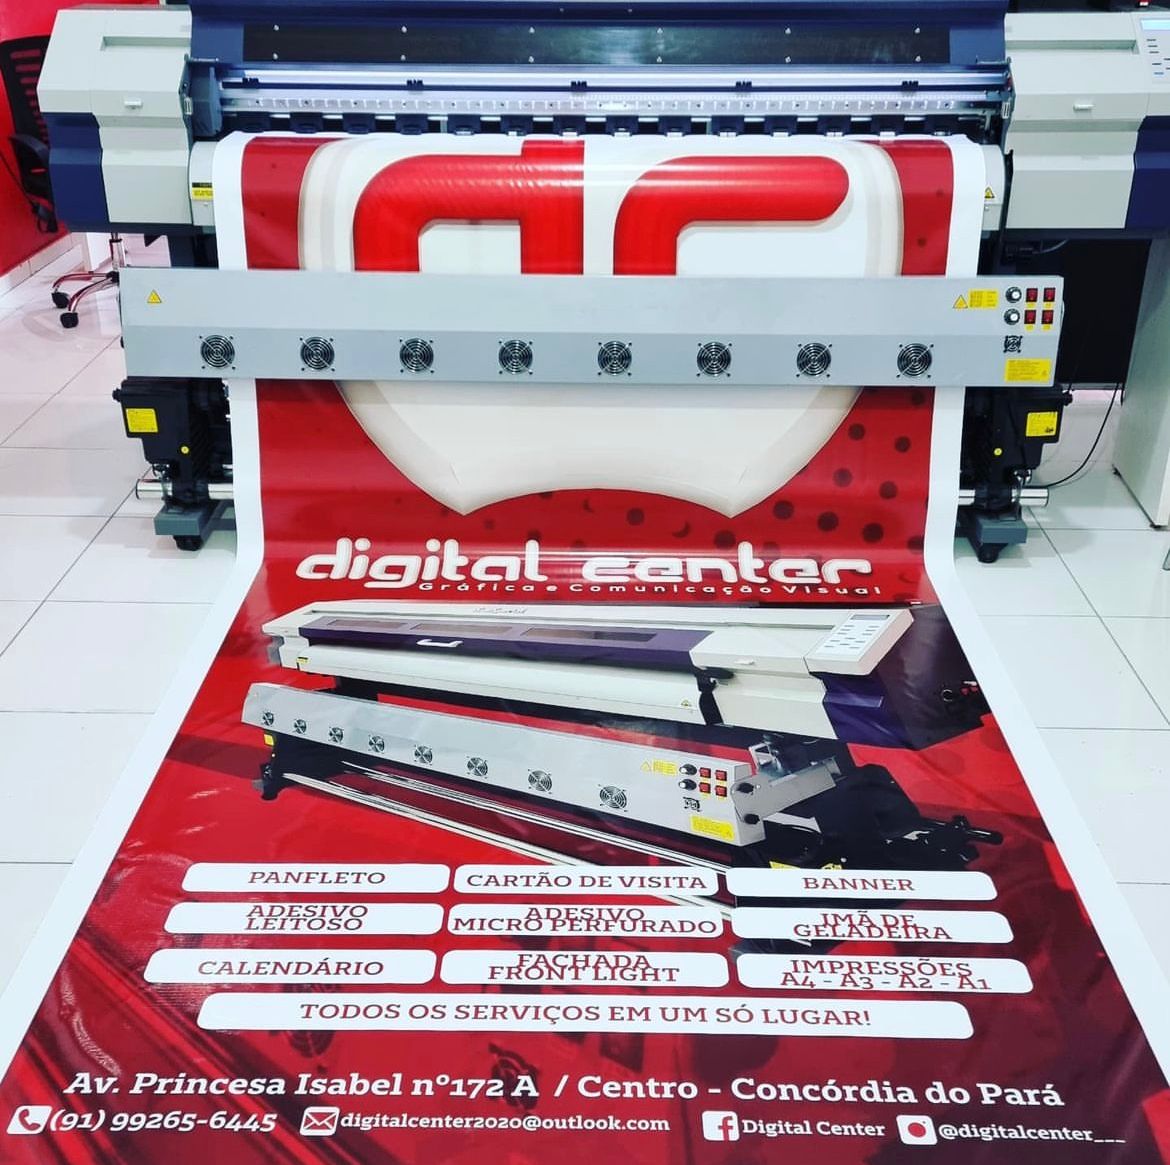 digital center
Gráfica e Comunicação Visual
PANFLETO
CARTÃO DE VISITA
BANNER
ADESIVO
LEITOSO
ADESIVO
MICRO PERFURADO
IMÃ DE
GELADEIRA
CALENDÁRIO
FACHADA
FRONT LIGHT
IMPRESSÕES
A4 - A3 - A2 - A1
TODOS OS SERVIÇOS EM UM SÓ LUGAR!
Av. Princesa Isabel nº172 A / Centro - Concórdia do Pará
(91) 99265-6445 digitalcenter2020@outlook.com Digital Center @digitalcenter___